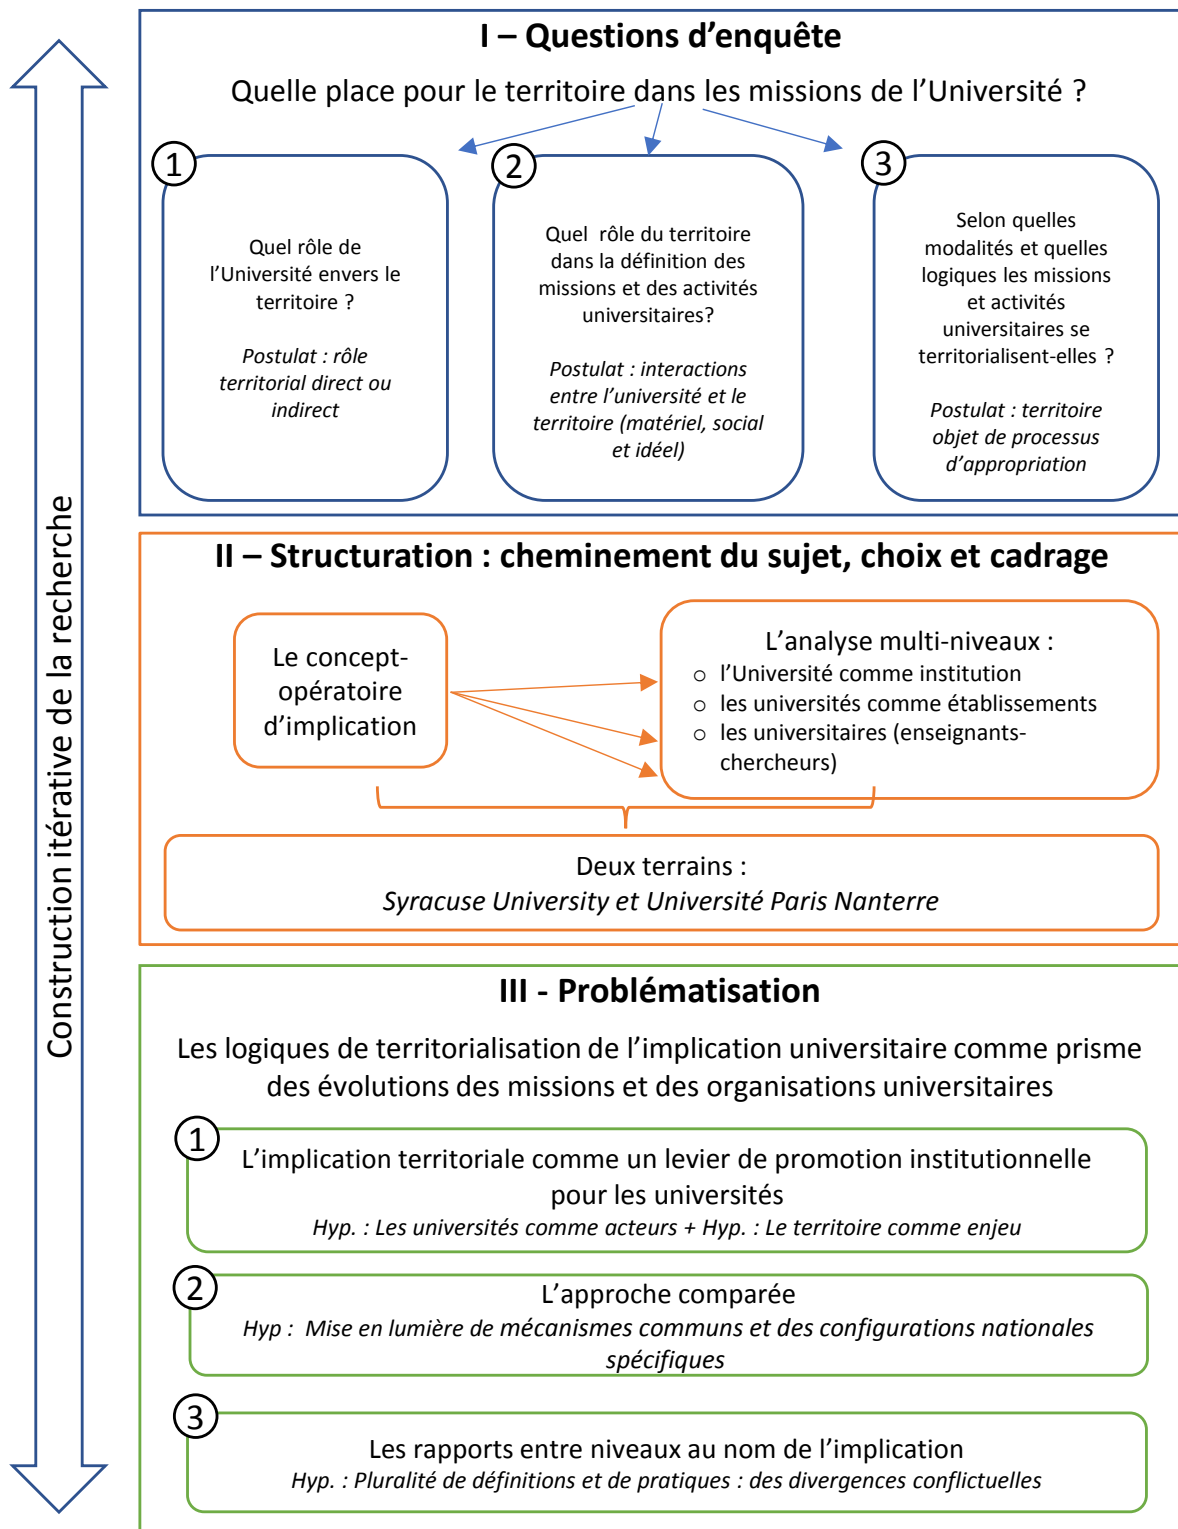 Construction itérative de la recherche
I – Questions d’enquête
Quelle place pour le territoire dans les missions de l’Université ?
1
Quel rôle de
l’Université envers le
territoire ?
Postulat : rôle
territorial direct ou
indirect
2
Quel rôle du territoire
dans la définition des
missions et des activités
universitaires?
Postulat : interactions
entre l’université et le
territoire (matériel, social
et idéel)
3
Selon quelles
modalités et quelles
logiques les missions
et activités
universitaires se
territorialisent-elles ?
Postulat : territoire
objet de processus
d’appropriation
II – Structuration : cheminement du sujet, choix et cadrage
Le concept-
opératoire
d’implication
L’analyse multi-niveaux :
o l’Université comme institution
o les universités comme établissements
o les universitaires (enseignants-
chercheurs)
Deux terrains :
Syracuse University et Université Paris Nanterre
III - Problématisation
Les logiques de territorialisation de l’implication universitaire comme prisme
des évolutions des missions et des organisations universitaires
1
L’implication territoriale comme un levier de promotion institutionnelle
pour les universités
Hyp. : Les universités comme acteurs + Hyp. : Le territoire comme enjeu
2
L’approche comparée
Hyp : Mise en lumière de mécanismes communs et des configurations nationales
spécifiques
3
Les rapports entre niveaux au nom de l’implication
Hyp. : Pluralité de définitions et de pratiques : des divergences conflictuelles